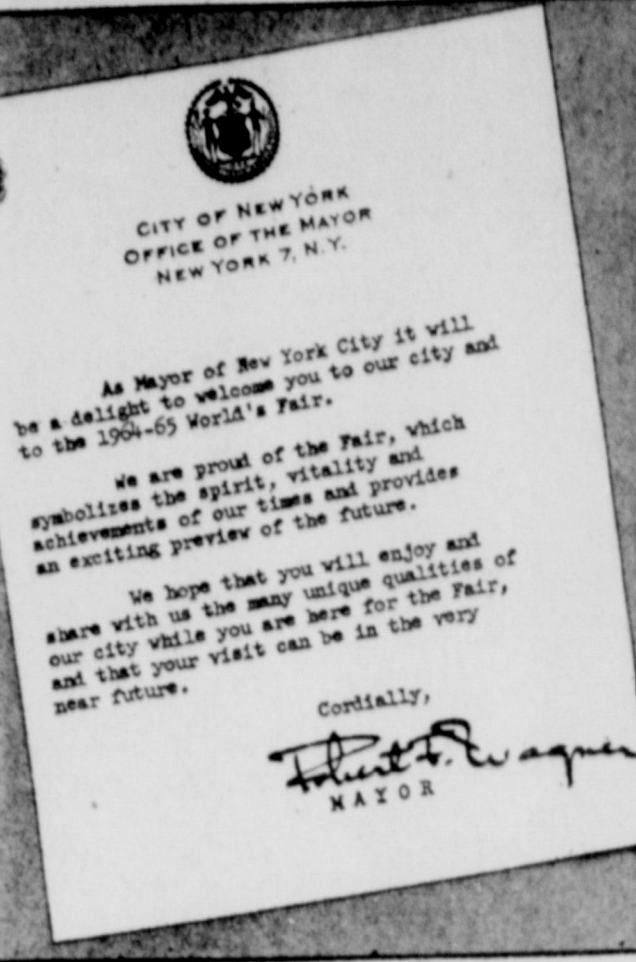 CITY OF NEW YORK
OFFICE OF THE MAYOR
NEW YORK 7, N.Y.
As Mayor of New York City it will
be a delight to welcome you to our city and
to the 1964-65 World's Fair.
We are proud of the Fair, which
symbolizes the spirit, vitality and
achievements of our times and provides
an exciting preview of the future.
We hope that you will enjoy and
share with us the many unique qualities of
our city while you are here for the Fair,
and that your visit can be in the very
near future.
Cordially,
Robert F. Wagner
MAYOR